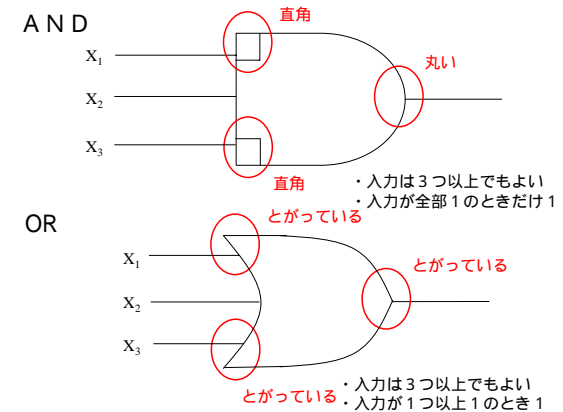 直角
ＡＮＤ
X1
丸い
X2
X3
直角
・入力は３つ以上でもよい
・入力が全部１のときだけ１
OR
とがっている
X1
とがっている
X2
X3
とがっている
・入力は３つ以上でもよい
・入力が１つ以上１のとき１